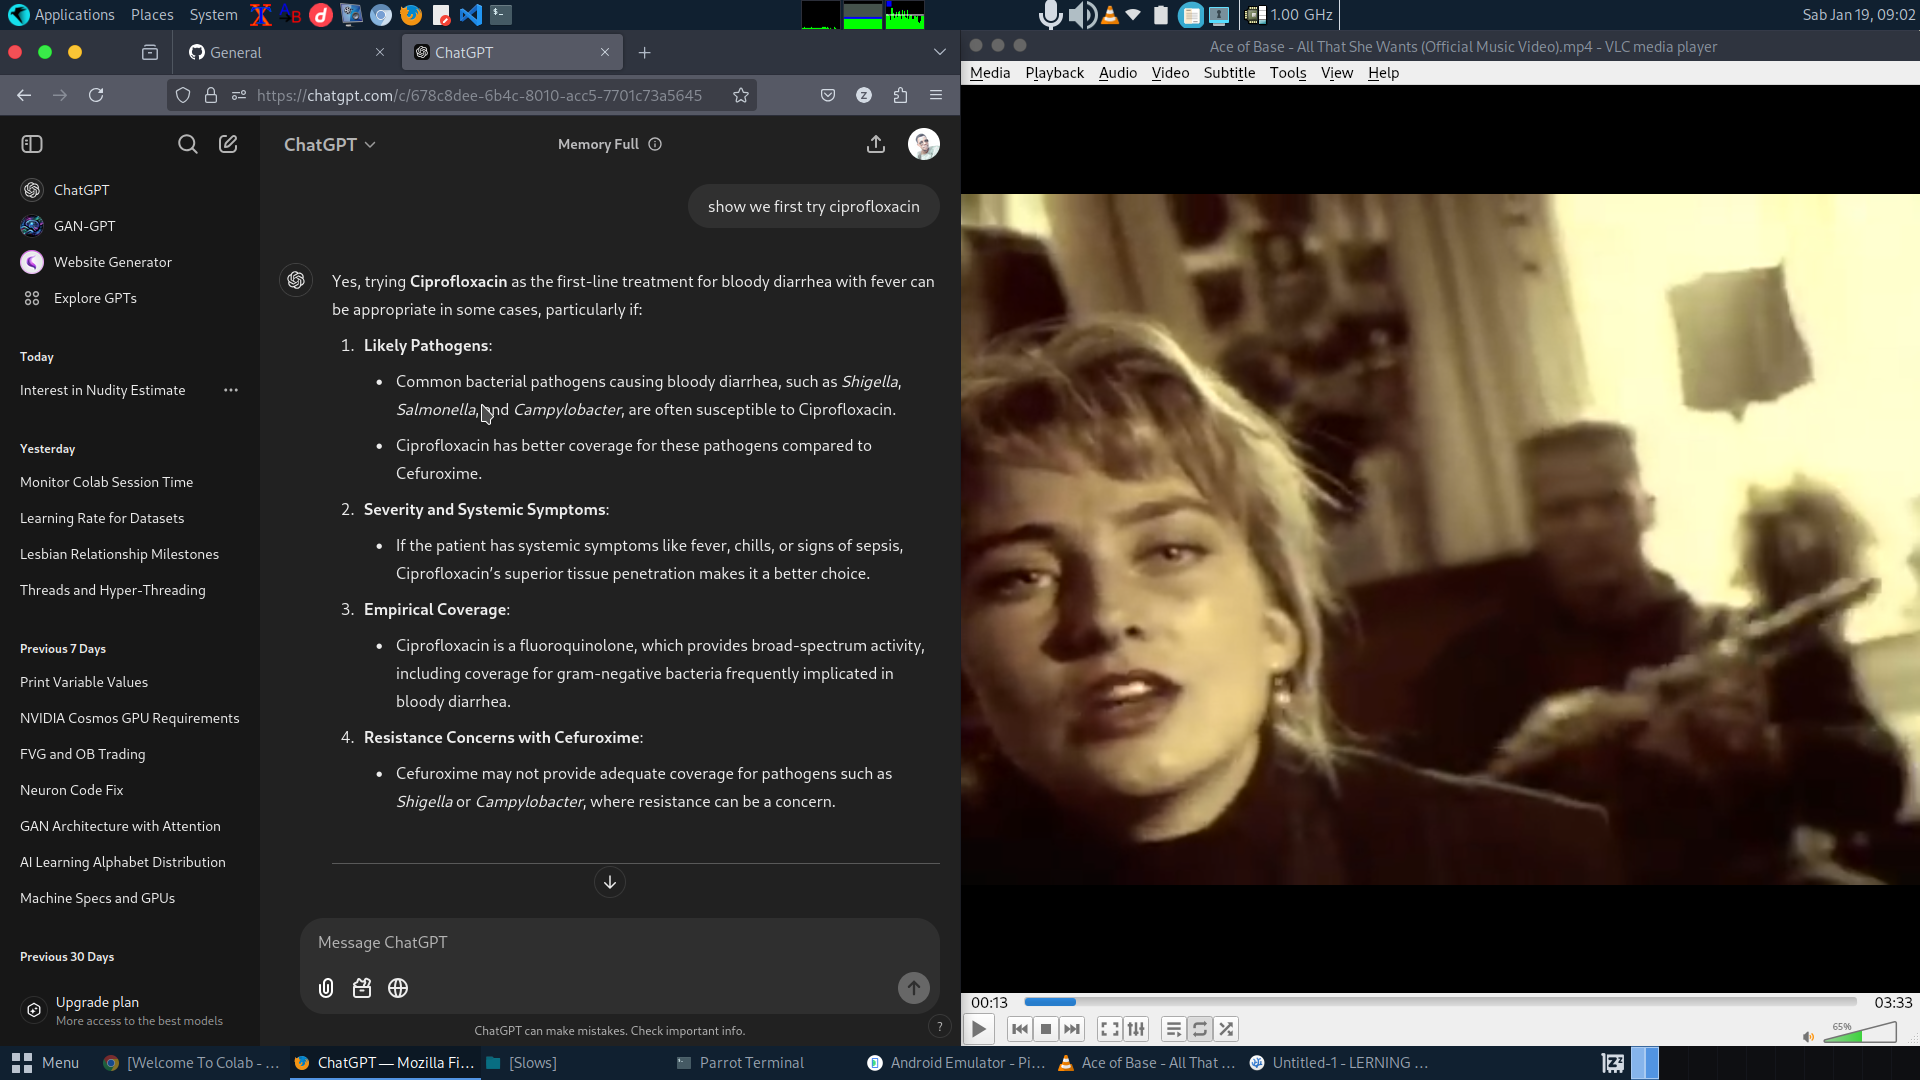 Applications Places System
1.00 GHz
Sab Jan 19, 09:02
General
ChatGPT
https://chatgpt.com/c/678c8dee-6b4c-8010-acc5-7701c73a5645
ChatGPT
GAN-GPT
Website Generator
Explore GPTs
Today
Interest in Nudity Estimate
Yesterday
Monitor Colab Session Time
Learning Rate for Datasets
Lesbian Relationship Milestones
Threads and Hyper-Threading
Previous 7 Days
Print Variable Values
NVIDIA Cosmos GPU Requirements
FVG and OB Trading
Neuron Code Fix
GAN Architecture with Attention
AI Learning Alphabet Distribution
Machine Specs and GPUs
Previous 30 Days
Upgrade plan
More access to the best models
ChatGPT
Memory Full
show we first try ciprofloxacin
Yes, trying Ciprofloxacin as the first-line treatment for bloody diarrhea with fever can
be appropriate in some cases, particularly if:
1. Likely Pathogens:
• Common bacterial pathogens causing bloody diarrhea, such as Shigella,
Salmonella, and Campylobacter, are often susceptible to Ciprofloxacin.
• Ciprofloxacin has better coverage for these pathogens compared to
Cefuroxime.
2. Severity and Systemic Symptoms:
• If the patient has systemic symptoms like fever, chills, or signs of sepsis,
Ciprofloxacin’s superior tissue penetration makes it a better choice.
3. Empirical Coverage:
• Ciprofloxacin is a fluoroquinolone, which provides broad-spectrum activity,
including coverage for gram-negative bacteria frequently implicated in
bloody diarrhea.
4. Resistance Concerns with Cefuroxime:
• Cefuroxime may not provide adequate coverage for pathogens such as
Shigella or Campylobacter, where resistance can be a concern.
Message ChatGPT
ChatGPT can make mistakes. Check important info.
?
Ace of Base - All That She Wants (Official Music Video).mp4 - VLC media player
Media Playback Audio Video Subtitle Tools View Help
00:13
03:33
65%
Menu
[Welcome To Colab - ...
ChatGPT — Mozilla Fi...
[Slows]
Parrot Terminal
Android Emulator - Pi...
Ace of Base - All That ...
Untitled-1 - LERNING ...